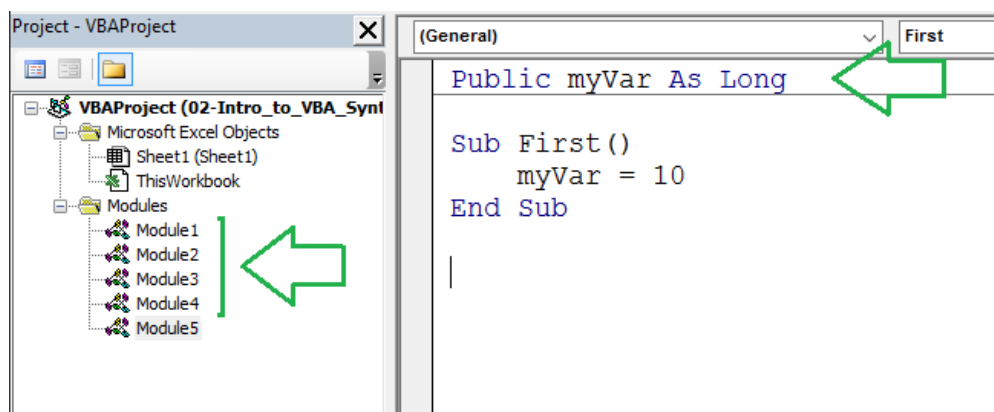 Project - VBAProject
VBAProject (02-Intro_to_VBA_Synt
Microsoft Excel Objects
Sheet1 (Sheet1)
ThisWorkbook
Modules
Module1
Module2
Module3
Module4
Module5
(General)
First
Public myVar As Long
Sub First()
myVar = 10
End Sub